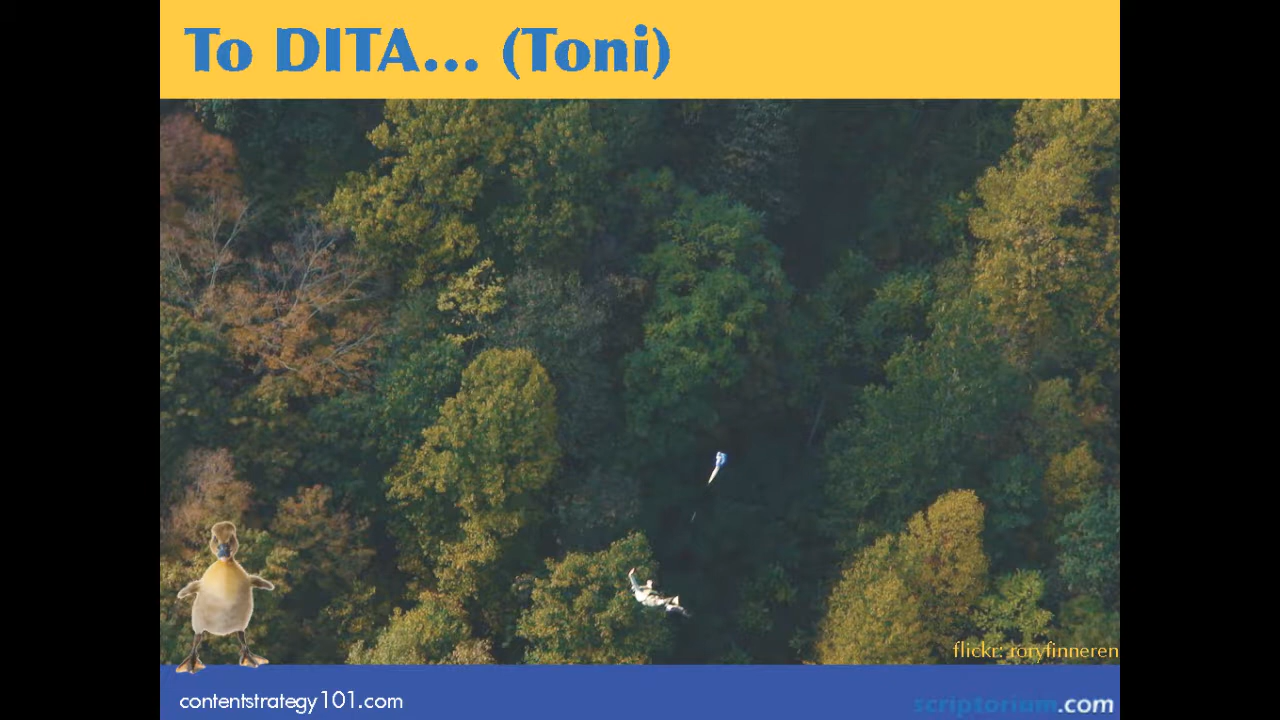 To DITA... (Toni)
flickr: roryfinneren
contentstrategy101.com
scriptorium.com